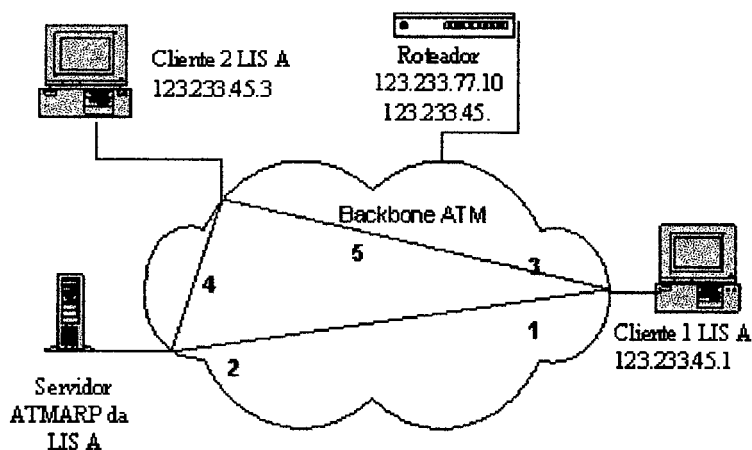 Cliente 2 LIS A
123.233.45.3
Roteador
123.233.77.10
123.233.45.
Backbone ATM
5
3
4
1
2
Cliente 1 LIS A
123.233.45.1
Servidor
ATMARP da
LIS A